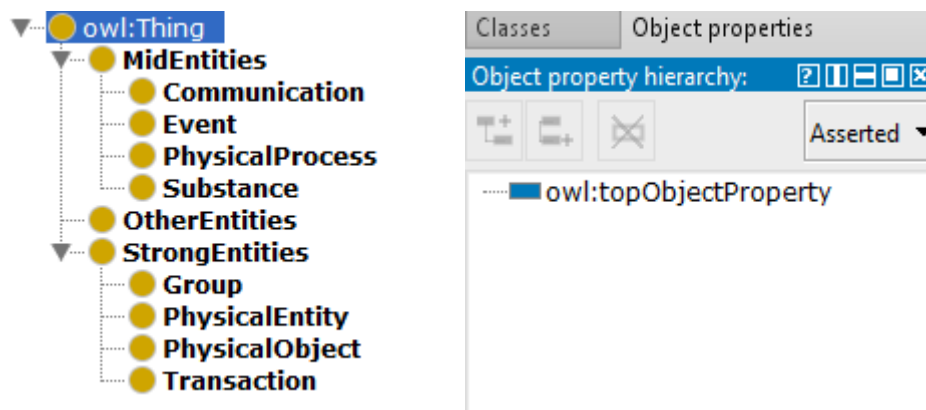 owl:Thing
MidEntities
Communication
Event
PhysicalProcess
Substance
OtherEntities
StrongEntities
Group
PhysicalEntity
PhysicalObject
Transaction
Classes
Object properties
Object property hierarchy:
Asserted
owl:topObjectProperty